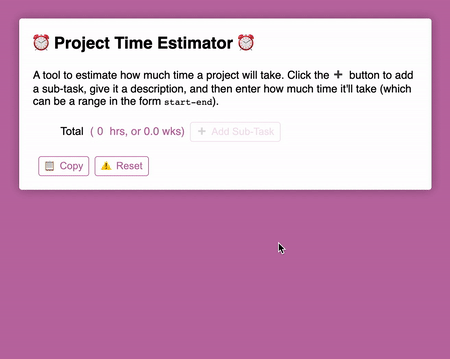 ⏰ Project Time Estimator ⏰
A tool to estimate how much time a project will take. Click the ➕ button to add
a sub-task, give it a description, and then enter how much time it'll take (which
can be a range in the form start-end).
Total ( 0 hrs, or 0.0 wks) ➕ Add Sub-Task
📋 Copy ⚠️ Reset